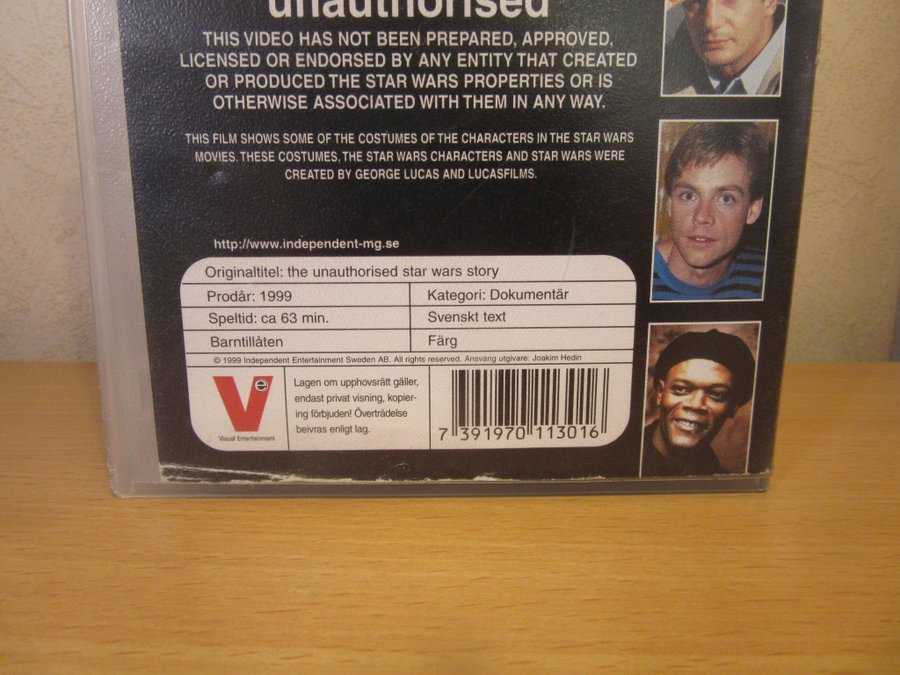 unauthorised
THIS VIDEO HAS NOT BEEN PREPARED, APPROVED,
LICENSED OR ENDORSED BY ANY ENTITY THAT CREATED
OR PRODUCED THE STAR WARS PROPERTIES OR IS
OTHERWISE ASSOCIATED WITH THEM IN ANY WAY.
THIS FILM SHOWS SOME OF THE COSTUMES OF THE CHARACTERS IN THE STAR WARS
MOVIES. THESE COSTUMES, THE STAR WARS CHARACTERS AND STAR WARS WERE
CREATED BY GEORGE LUCAS AND LUCASFILMS.
http://www.independent-mg.se
Originaltitel: the unauthorised star wars story
Prodår: 1999 Kategori: Dokumentär
Speltid: ca 63 min. Svenskt text
Barntillåten Färg
© 1999 Independent Entertainment Sweden AB. All rights reserved. Ansvarig utgivare: Joakim Hedin
Ve
Visual Entertainment
Lagen om upphovsrätt gäller,
endast privat visning, kopier-
ing förbjuden! Överträdelse
beivras enligt lag.
7 391970 113016